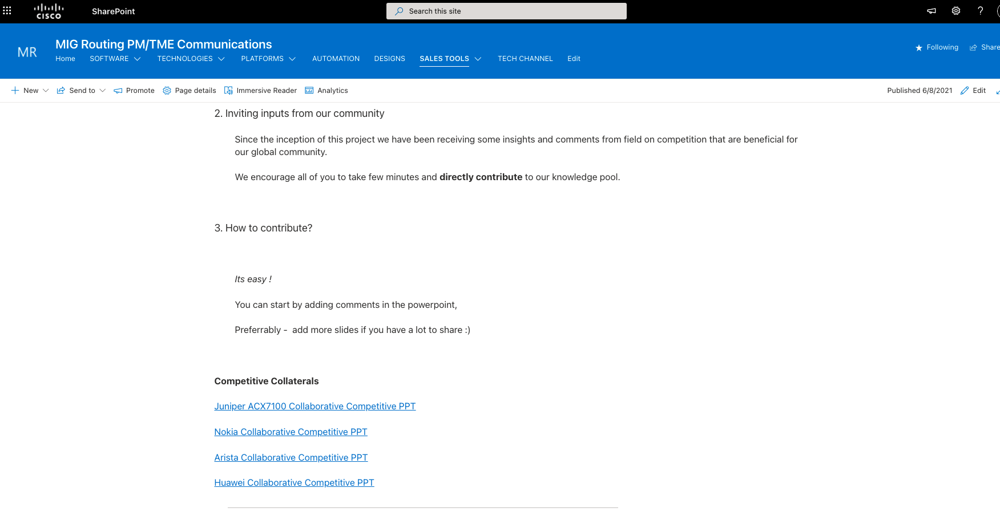 CISCO
SharePoint
Search this site
MR
MIG Routing PM/TME Communications
Following
Share
Home
SOFTWARE
TECHNOLOGIES
PLATFORMS
AUTOMATION
DESIGNS
SALES TOOLS
TECH CHANNEL
Edit
New
Send to
Promote
Page details
Immersive Reader
Analytics
Published 6/8/2021
Edit
2. Inviting inputs from our community
Since the inception of this project we have been receiving some insights and comments from field on competition that are beneficial for
our global community.
We encourage all of you to take few minutes and directly contribute to our knowledge pool.
3. How to contribute?
Its easy !
You can start by adding comments in the powerpoint,
Preferrably -  add more slides if you have a lot to share :)
Competitive Collaterals
Juniper ACX7100 Collaborative Competitive PPT
Nokia Collaborative Competitive PPT
Arista Collaborative Competitive PPT
Huawei Collaborative Competitive PPT